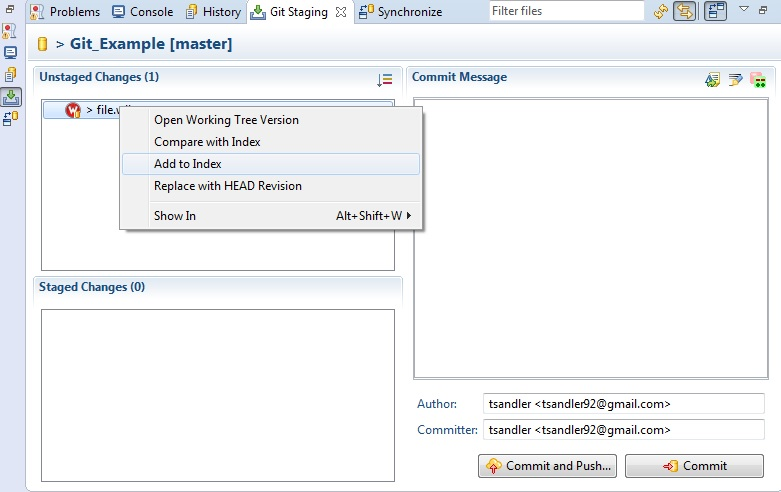 Problems Console History Git Staging Synchronize Filter files
> Git_Example [master]
Unstaged Changes (1)
> file.w
Open Working Tree Version
Compare with Index
Add to Index
Replace with HEAD Revision
Show In Alt+Shift+W
Staged Changes (0)
Commit Message
Author: tsandler <tsandler92@gmail.com>
Committer: tsandler <tsandler92@gmail.com>
Commit and Push... Commit